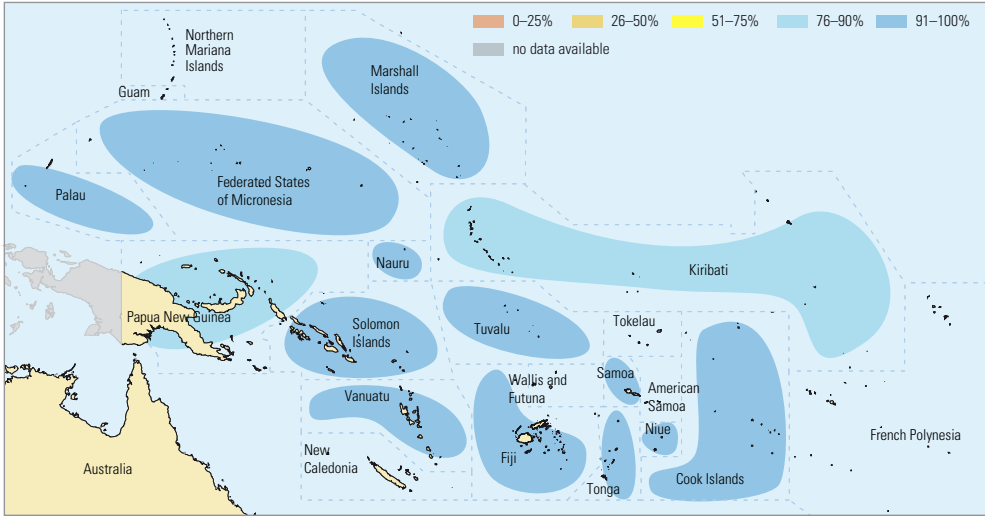 0–25%
26–50%
51–75%
76–90%
91–100%
no data available
Northern
Mariana
Islands
Guam
Marshall
Islands
Federated States
of Micronesia
Palau
Nauru
Kiribati
Papua New Guinea
Solomon
Islands
Tuvalu
Tokelau
Samoa
Wallis and
Futuna
American
Samoa
Vanuatu
Niue
New
Caledonia
Fiji
Tonga
Cook Islands
French Polynesia
Australia